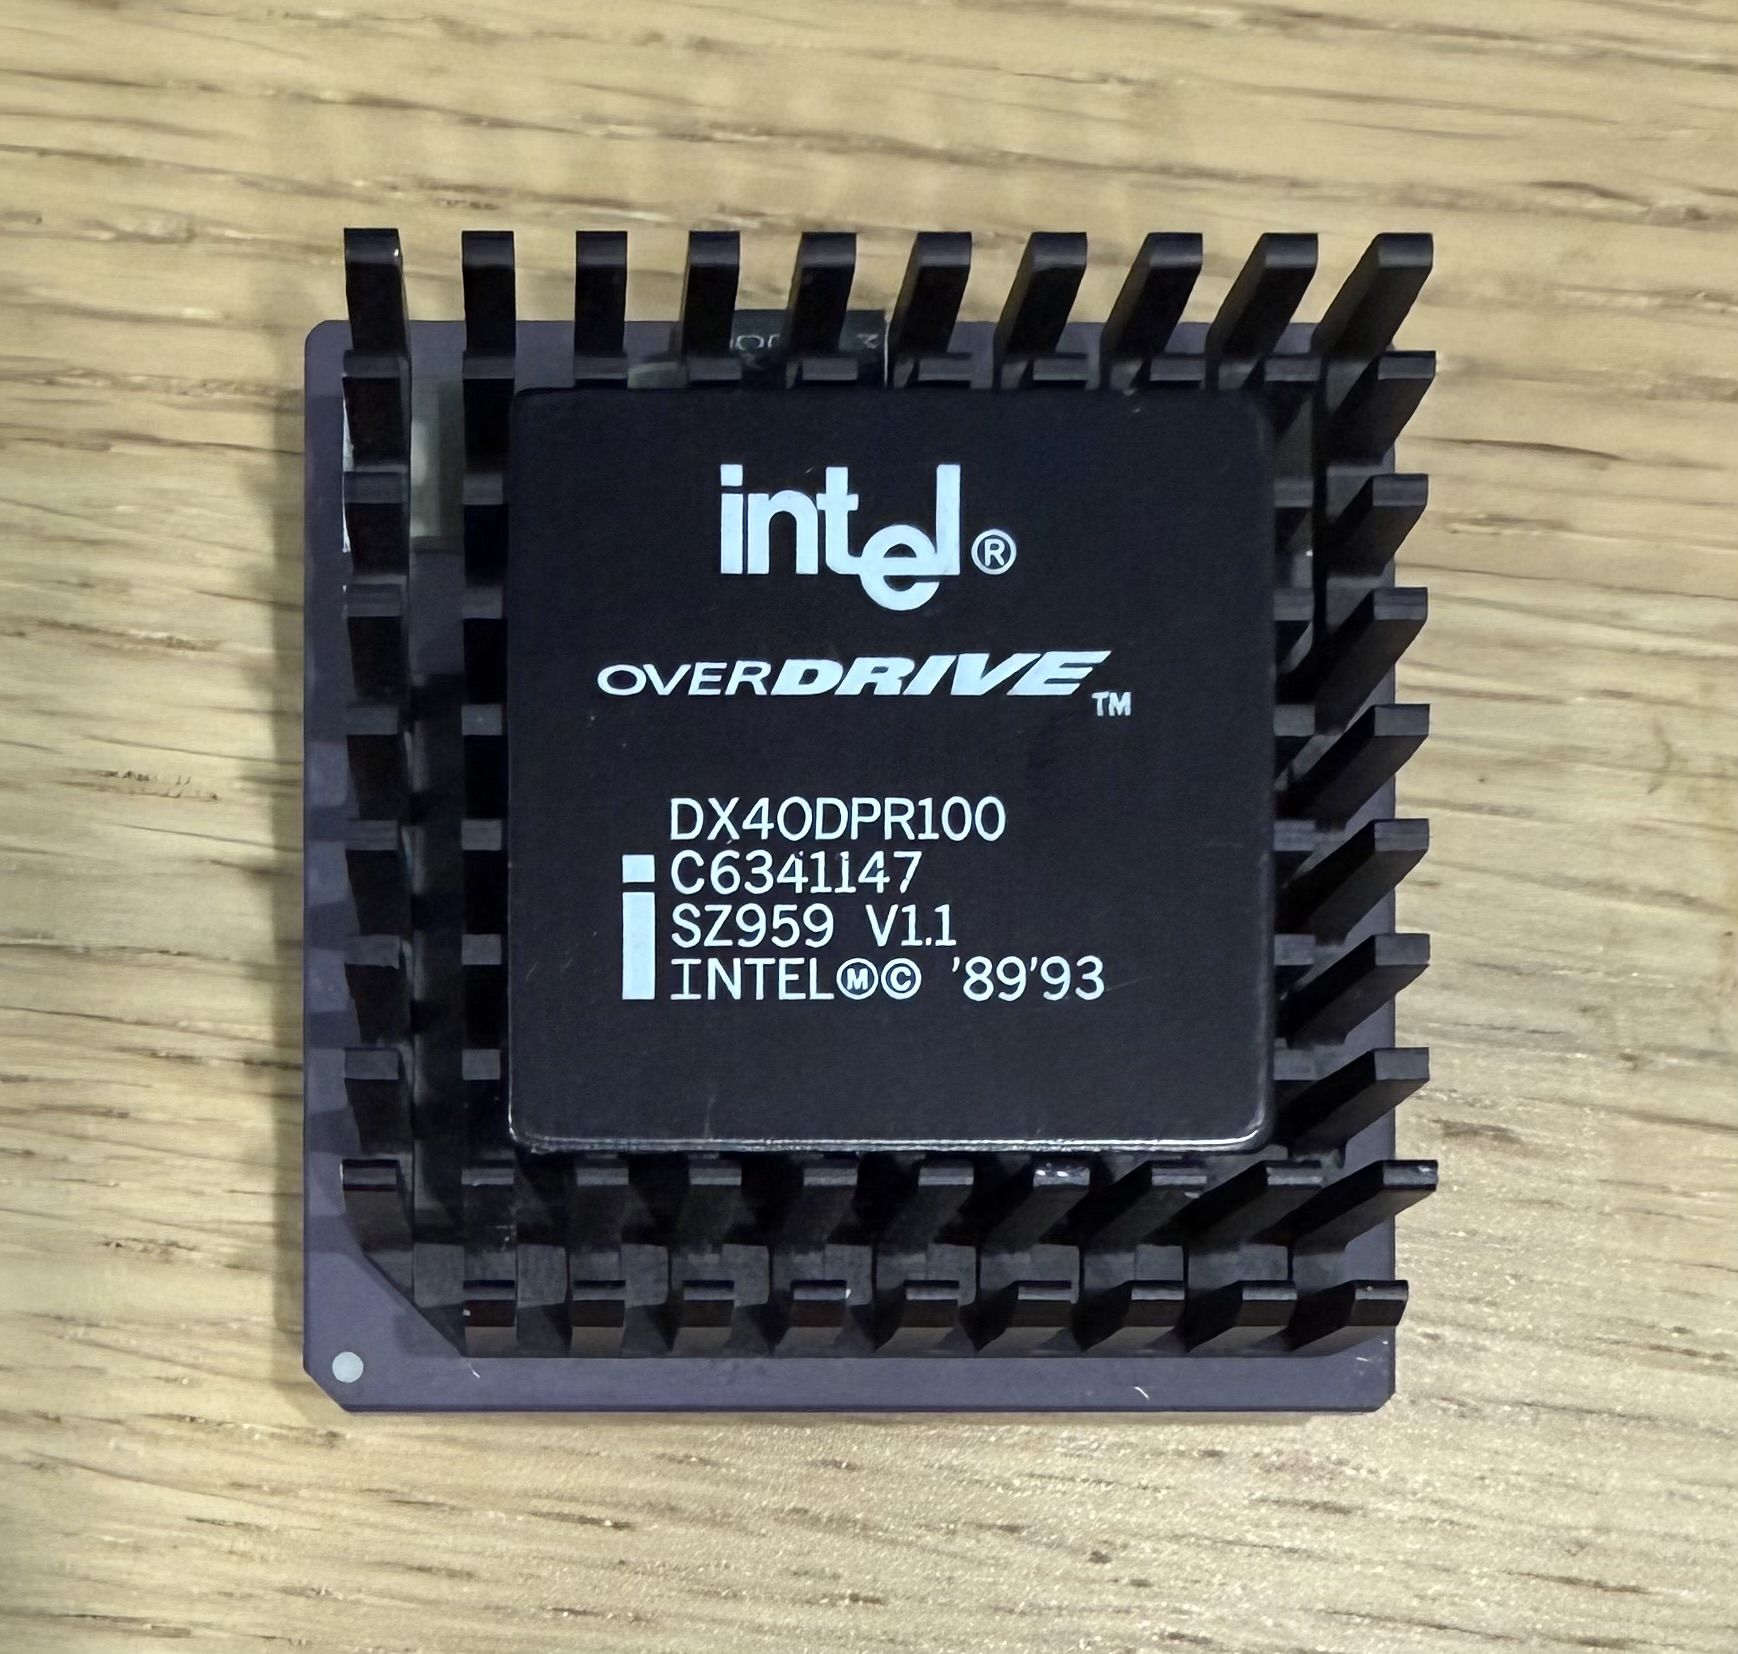 intel®
OVERDRIVE™
DX4ODPR100
C6341147
SZ959 V1.1
INTEL Ⓜ© '89'93